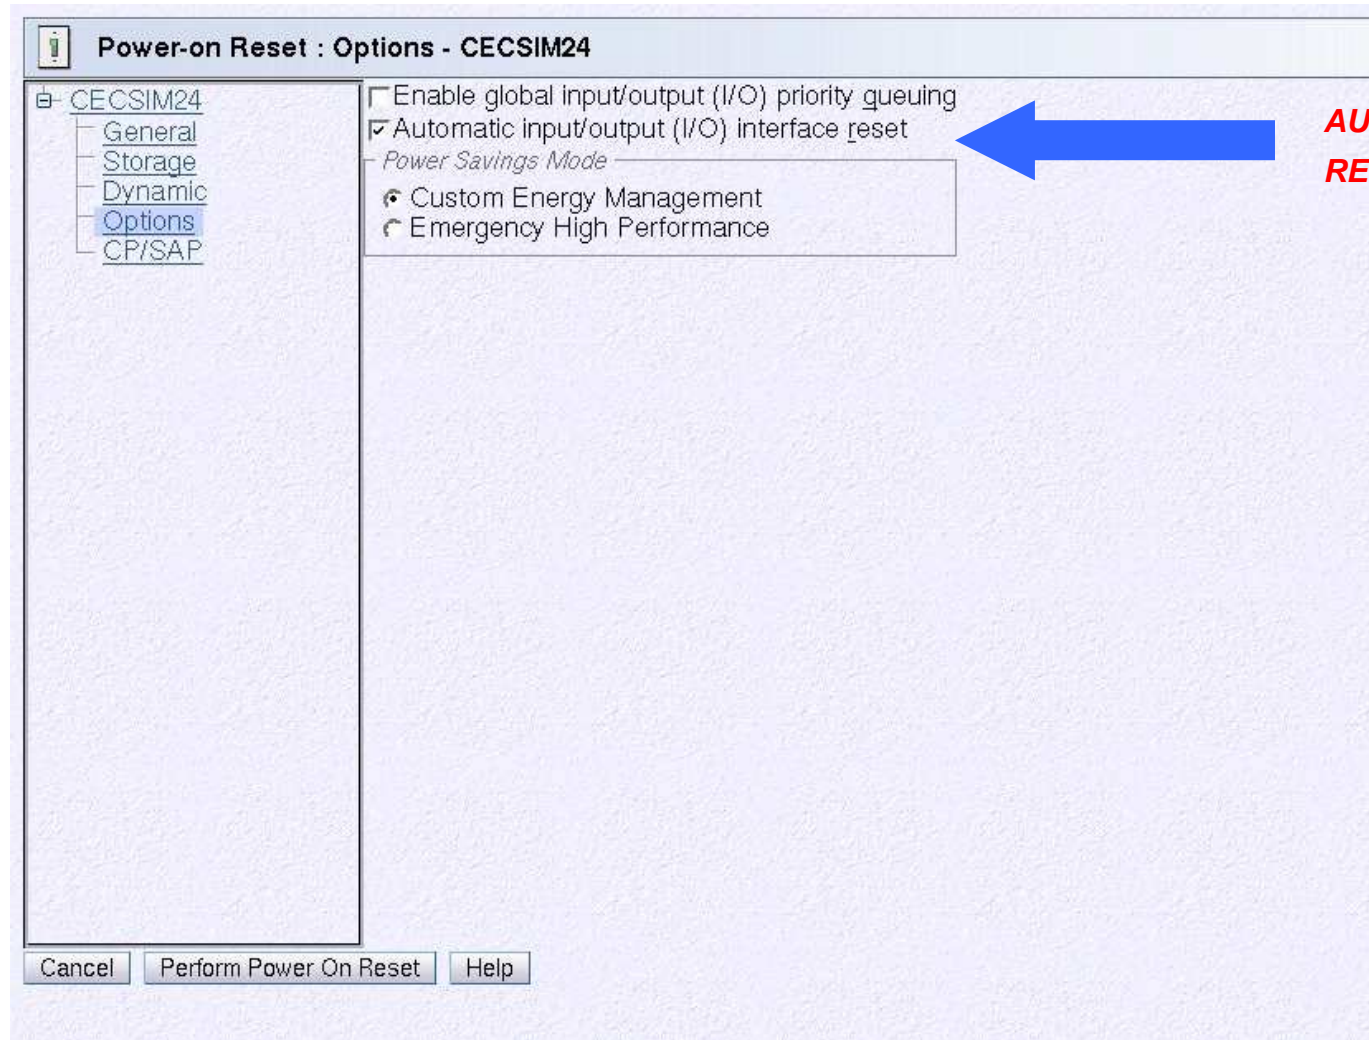 Power-on Reset : Options - CECSIM24
CECSIM24
General
Storage
Dynamic
Options
CP/SAP
Enable global input/output (I/O) priority queuing
Automatic input/output (I/O) interface reset
Power Savings Mode
Custom Energy Management
Emergency High Performance
AU
RE
Cancel
Perform Power On Reset
Help